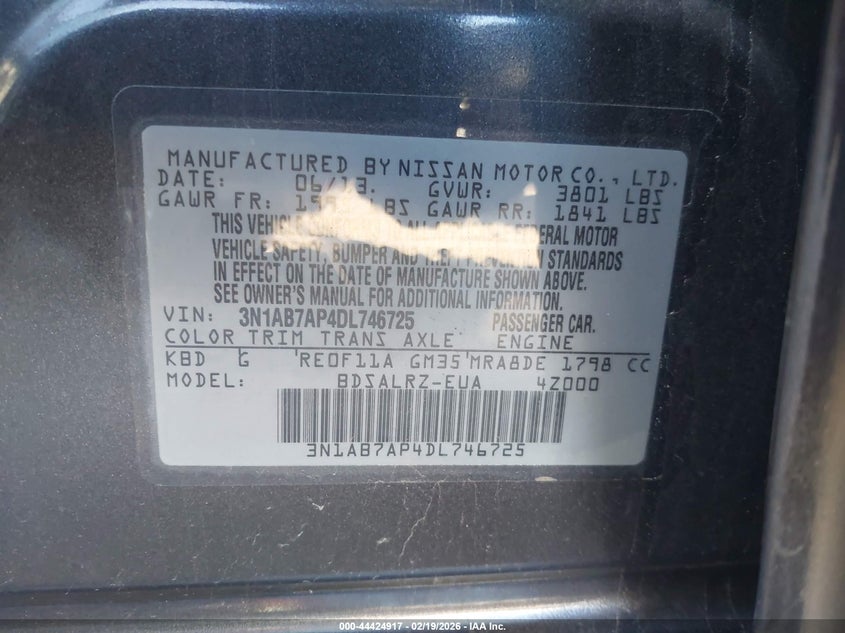 MANUFACTURED BY NISSAN MOTOR CO., LTD.
DATE: 06/13. GVWR: 3801 LBS
GAWR FR: LBS GAWR RR: 1841 LBS
THIS VEHICLE ALL FEDERAL MOTOR
VEHICLE SAFETY, BUMPER AND STANDARDS
IN EFFECT ON THE DATE OF MANUFACTURE SHOWN ABOVE.
SEE OWNER'S MANUAL FOR ADDITIONAL INFORMATION.
VIN: 3N1AB7AP4DL746725 PASSENGER CAR.
COLOR TRIM TRANS AXLE ENGINE
KBD G RE0F11A GM35 MRA8DE 1798 CC
MODEL: BDSALRZ-EUA 4Z000
3N1AB7AP4DL746725
000-44424917 - 02/19/2026 - IAA Inc.